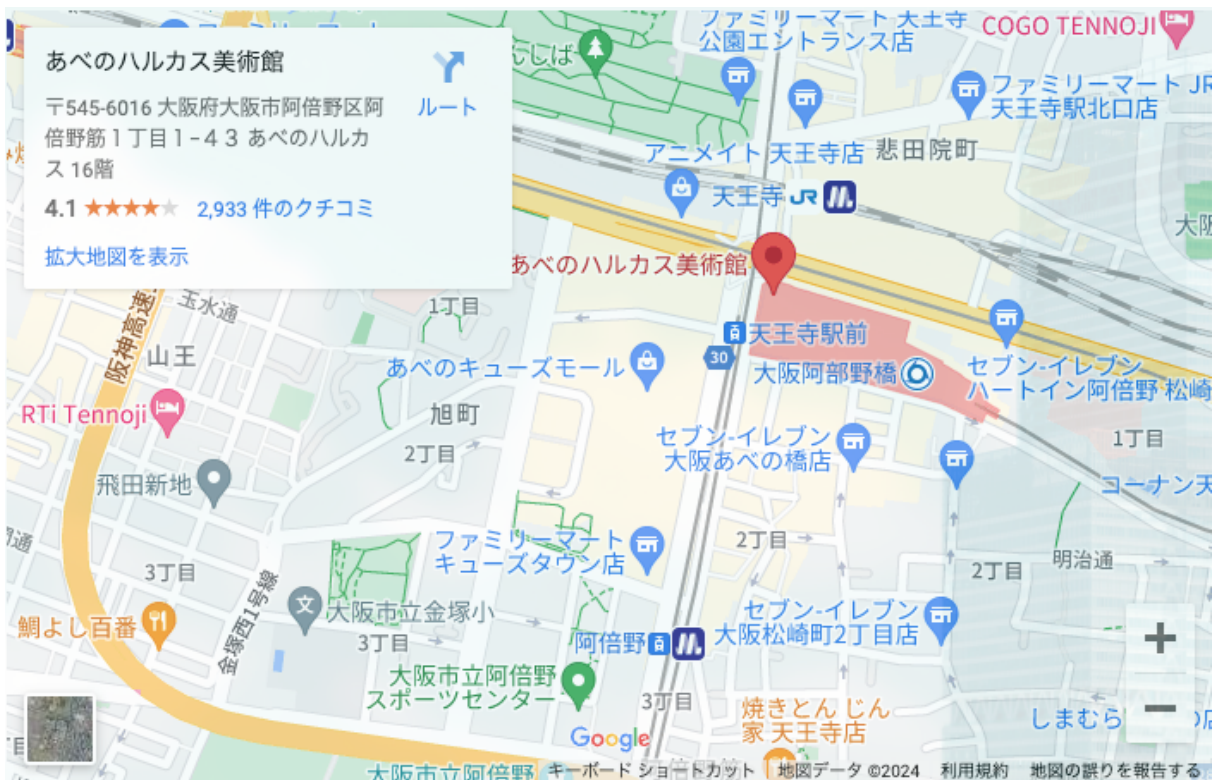 あべのハルカス美術館
ルート
〒545-6016 大阪府大阪市阿倍野区阿
倍野筋１丁目１−４３ あべのハルカ
ス 16階
4.1 ★★★★★ 2,933 件のクチコミ
拡大地図を表示
んしば
ファミリーマート 天王寺
公園エントランス店
COGO TENNOJI
ファミリーマート JR
天王寺駅北口店
アニメイト 天王寺店
悲田院町
天王寺 JR
あべのハルカス美術館
阪神高速
玉水通
1丁目
山王
天王寺駅前
30
あべのキューズモール
大阪阿部野橋
セブン-イレブン
ハートイン阿倍野 松崎
RTi Tennoji
旭町
2丁目
セブン-イレブン
大阪あべの橋店
1丁目
飛田新地
コーナン天
ファミリーマート
キューズタウン店
2丁目
明治通
2丁目
3丁目
金塚西1号線
文
大阪市立金塚小
鯛よし百番
3丁目
セブン-イレブン
大阪松崎町2丁目店
阿倍野
大阪市立阿倍野
スポーツセンター
3丁目
焼きとん じん
家 天王寺店
しまむら
Google
大阪市立阿倍野
キーボード ショートカット
地図データ ©2024
利用規約
地図の誤りを報告する